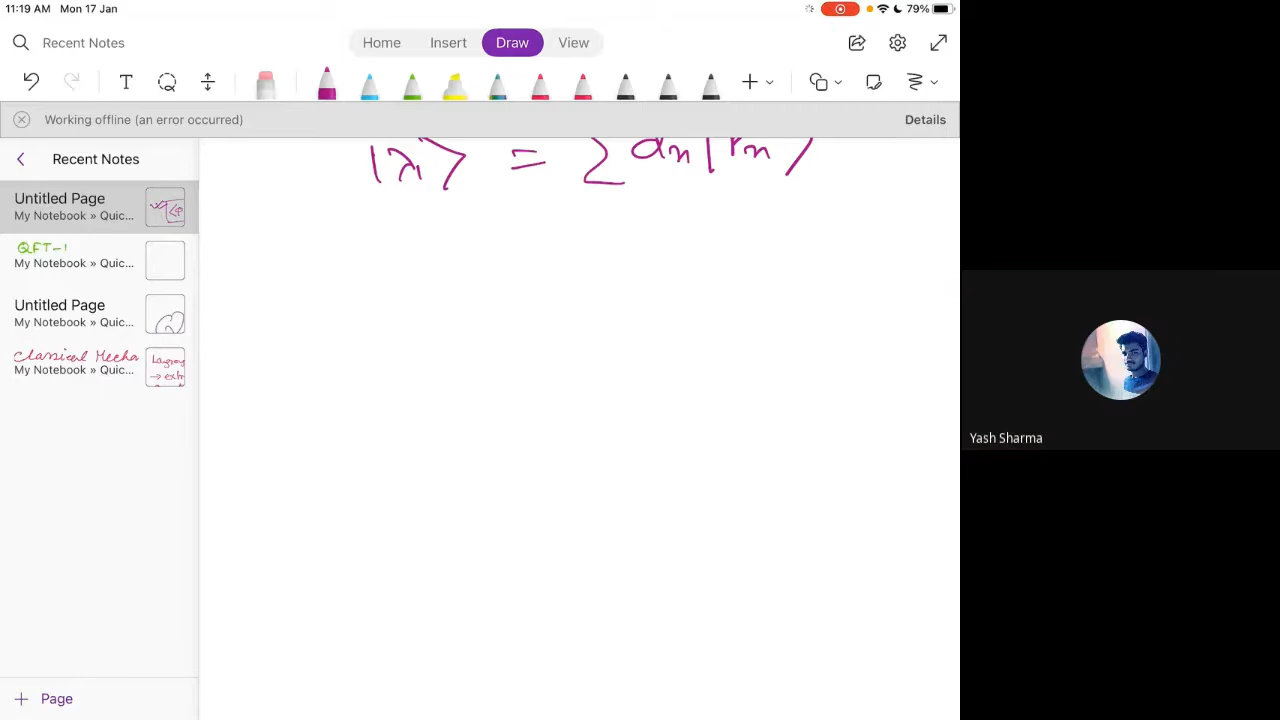 11:19 AM Mon 17 Jan
79%
Recent Notes
Home Insert Draw View
Working offline (an error occurred)
Details
Recent Notes
|λ⟩ = Σ dn|
Untitled Page
My Notebook » Quic...
QFT-1
My Notebook » Quic...
Untitled Page
My Notebook » Quic...
Classical Mecha
My Notebook » Quic...
Yash Sharma
+ Page